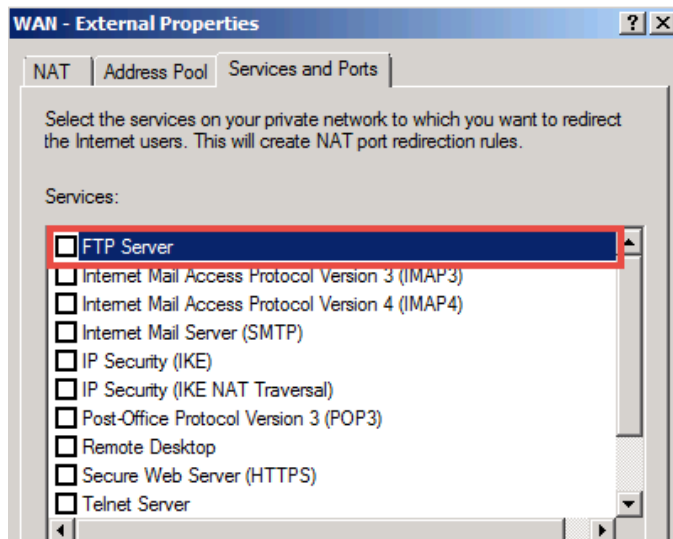 WAN - External Properties
NAT
Address Pool
Services and Ports
Select the services on your private network to which you want to redirect
the Internet users. This will create NAT port redirection rules.
Services:
FTP Server
Internet Mail Access Protocol Version 3 (IMAP3)
Internet Mail Access Protocol Version 4 (IMAP4)
Internet Mail Server (SMTP)
IP Security (IKE)
IP Security (IKE NAT Traversal)
Post-Office Protocol Version 3 (POP3)
Remote Desktop
Secure Web Server (HTTPS)
Telnet Server